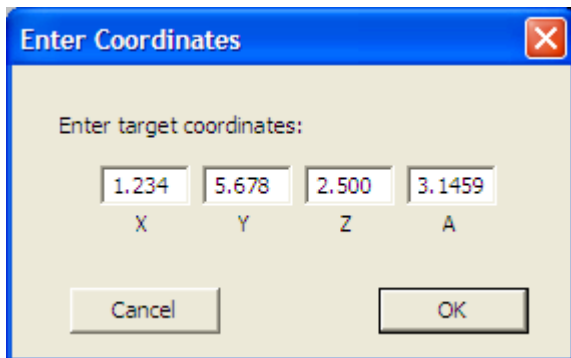 Enter Coordinates
Enter target coordinates:
1.234 5.678 2.500 3.1459
X Y Z A
Cancel OK